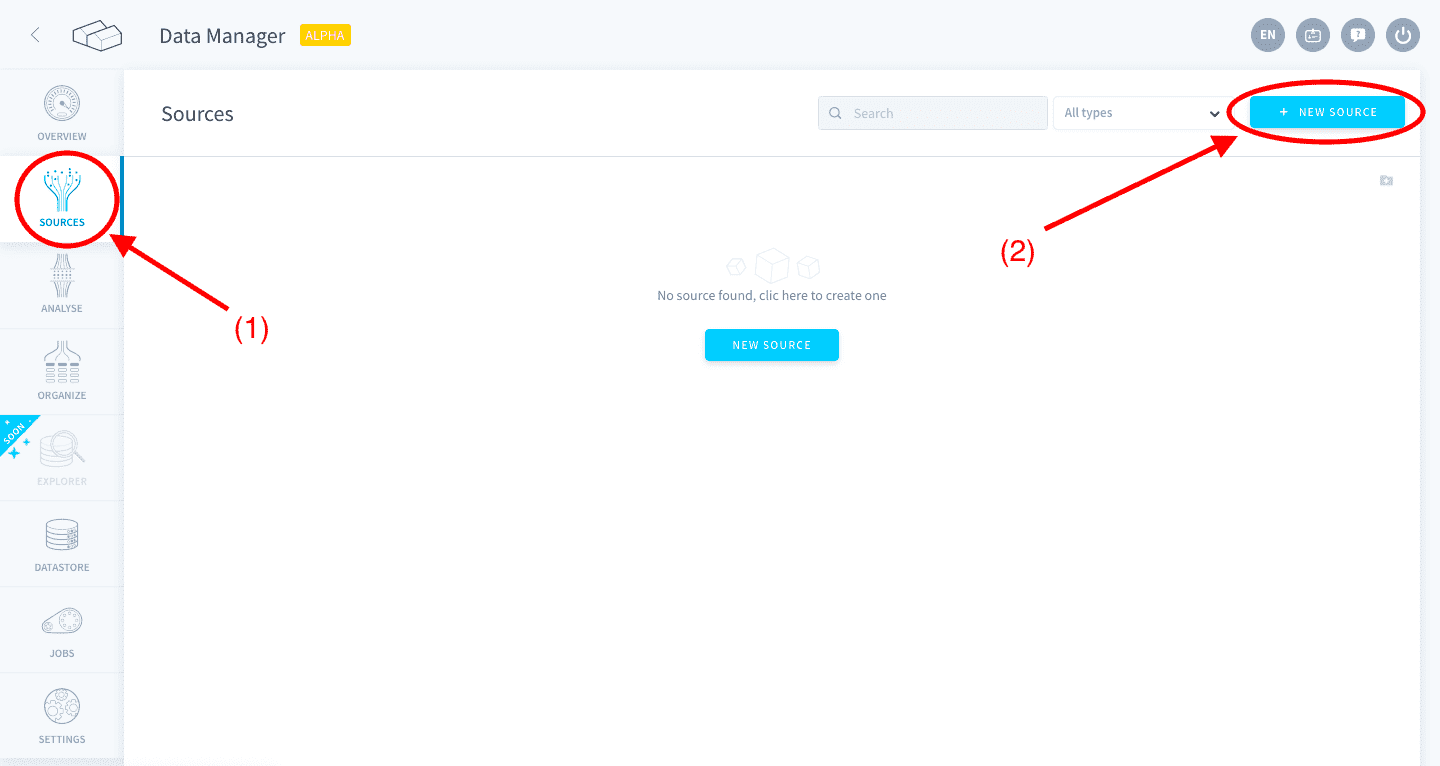 Data Manager ALPHA EN
OVERVIEW
SOURCES
ANALYSE
ORGANIZE
SOON
EXPLORER
DATASTORE
JOBS
SETTINGS
Sources Search All types + NEW SOURCE
(1)
(2)
No source found, clic here to create one
NEW SOURCE